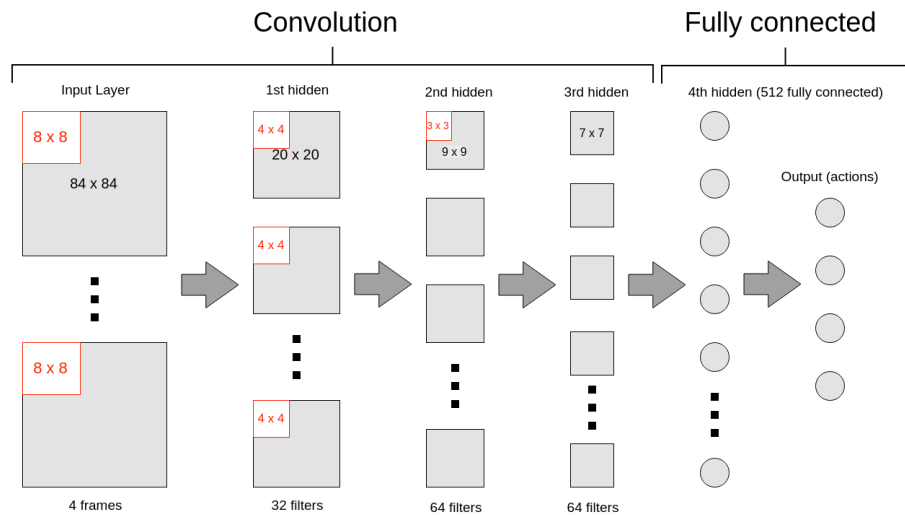 Convolution
Fully connected
Input Layer
1st hidden
2nd hidden
3rd hidden
4th hidden (512 fully connected)
8 x 8
84 x 84
4 x 4
20 x 20
3 x 3
9 x 9
7 x 7
Output (actions)
4 x 4
8 x 8
4 x 4
4 frames
32 filters
64 filters
64 filters